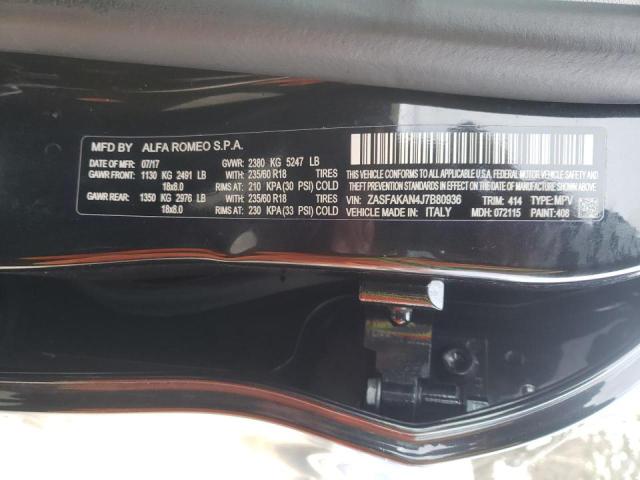 MFD BY ALFA ROMEO S.P.A.
DATE OF MFD: 07/17 GVWR: 2380 KG 5247 LB
GAWR FRONT: 1130 KG 2491 LB WITH: 235/60 R18
18x8.0 RIMS AT: 210 KPA(30 PSI) COLD
GAWR REAR: 1350 KG 2976 LB WITH: 235/60 R18
18x8.0 RIMS AT: 230 KPA(33 PSI) COLD
THIS VEHICLE CONFORMS TO ALL APPLICABLE U.S.A. FEDERAL MOTOR
VEHICLE SAFETY, BUMPER, AND THEFT PREVENTION STANDARDS IN
EFFECT ON THE DATE OF MANUFACTURE SHOWN ABOVE.
VIN: ZASFAKAN4J7B80936 TRIM: 414 TYPE: MPV
VEHICLE MADE IN: ITALY MDH: 072115 PAINT: 408